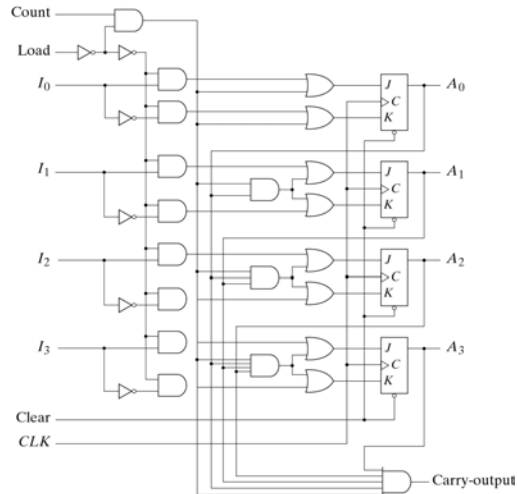 Count
Load
I0
J
A0
C
K
I1
J
A1
C
K
I2
J
A2
C
K
I3
J
A3
C
K
Clear
CLK
Carry-output